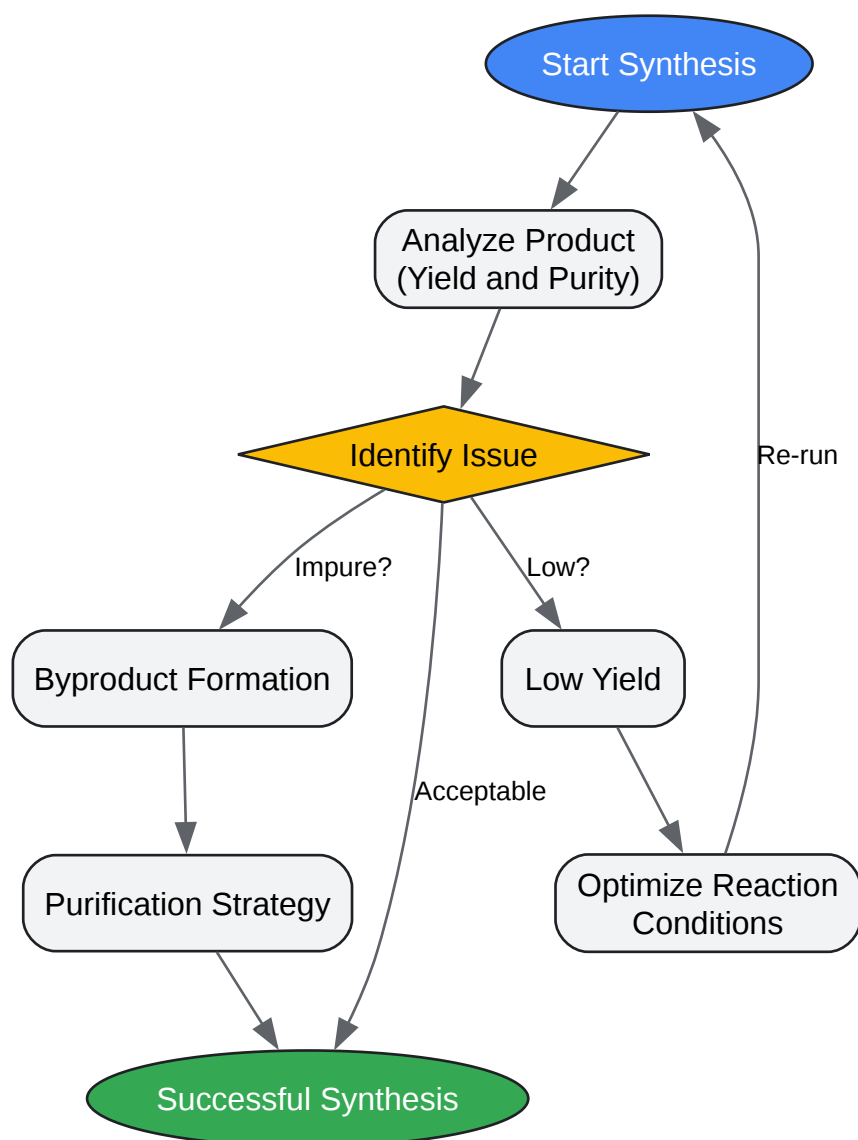 Start Synthesis
Analyze Product
(Yield and Purity)
Identify Issue
Re-run
Impure?
Low?
Byproduct Formation
Low Yield
Acceptable
Purification Strategy
Optimize Reaction
Conditions
Successful Synthesis